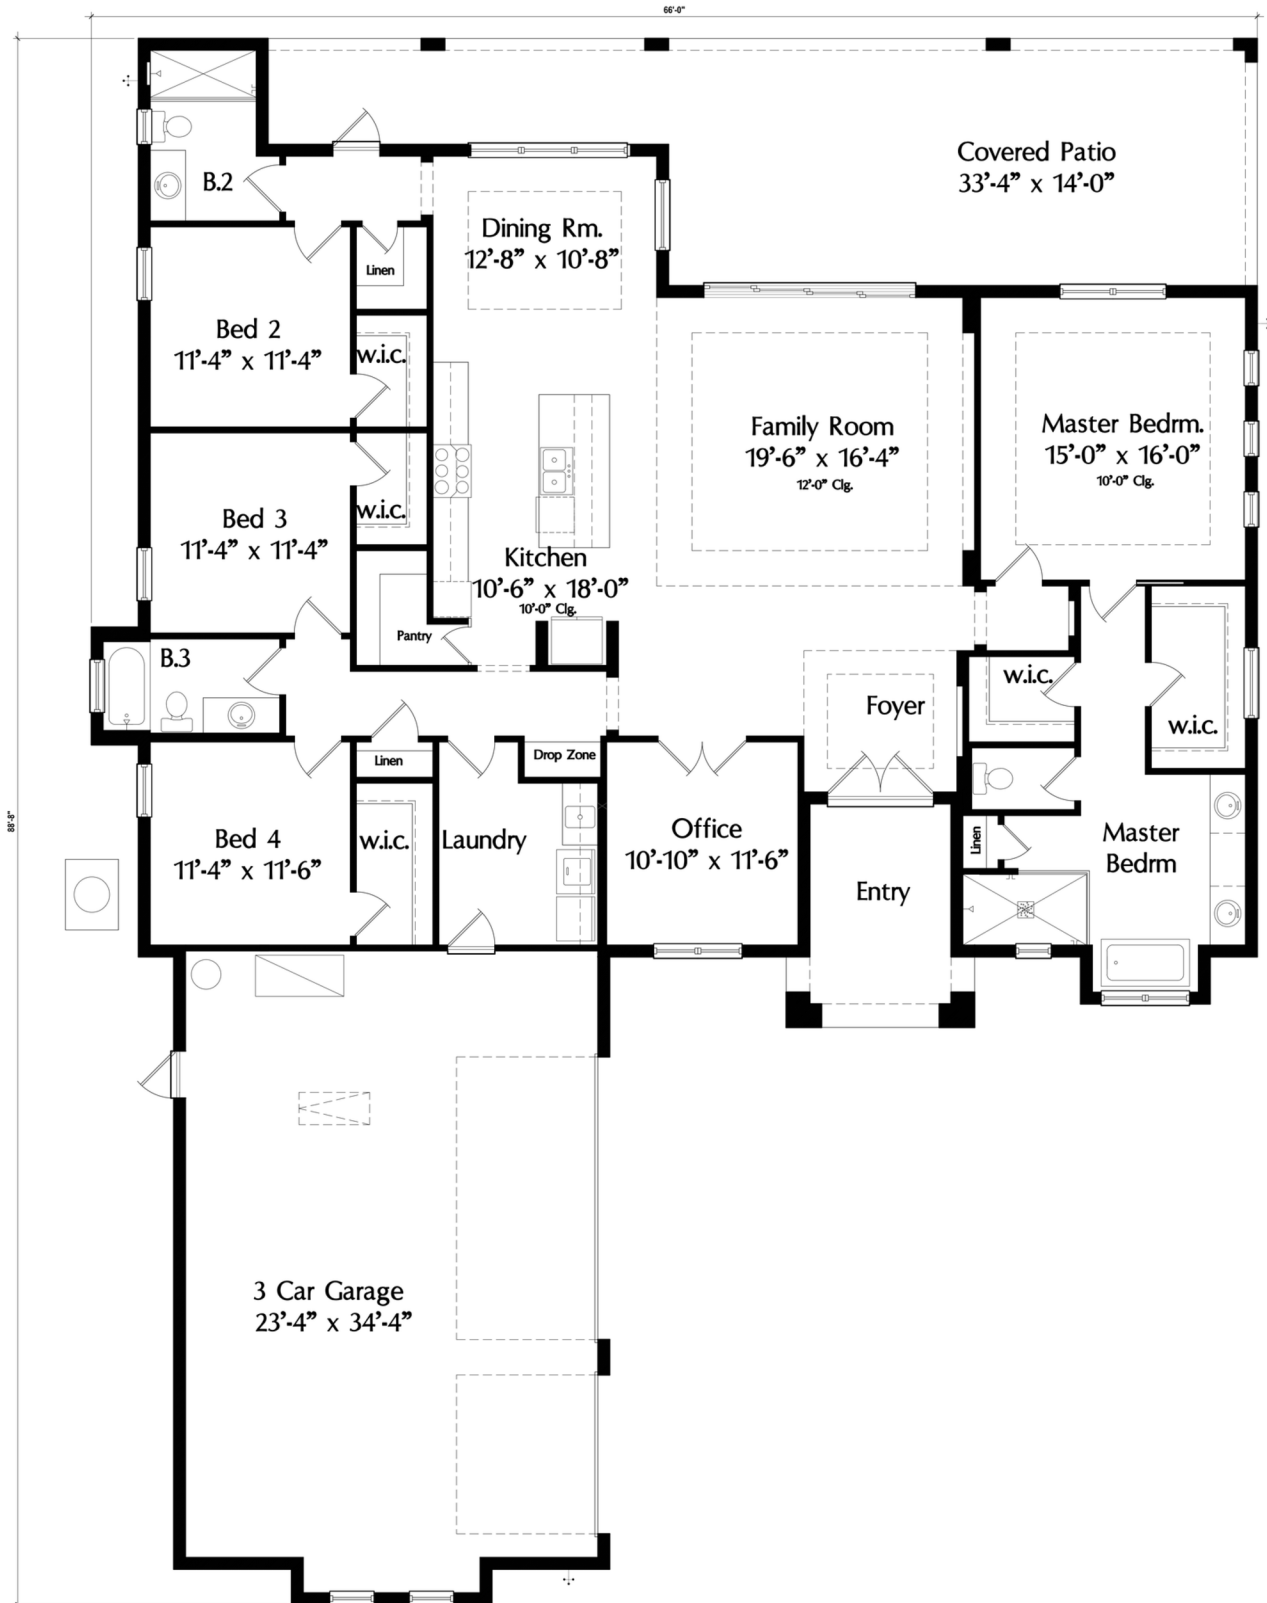 66'-0"
Covered Patio
33'-4" x 14'-0"
B.2
Dining Rm.
12'-8" x 10'-8"
Linen
Bed 2
11'-4" x 11'-4"
w.i.c.
Family Room
19'-6" x 16'-4"
12'-0" Clg.
Master Bedrm.
15'-0" x 16'-0"
10'-0" Clg.
Bed 3
11'-4" x 11'-4"
w.i.c.
Kitchen
10'-6" x 18'-0"
10'-0" Clg.
Pantry
B.3
w.i.c.
Foyer
w.i.c.
Linen
Drop Zone
88'-8"
Bed 4
11'-4" x 11'-6"
w.i.c.
Laundry
Office
10'-10" x 11'-6"
Linen
Master
Bedrm
Entry
3 Car Garage
23'-4" x 34'-4"